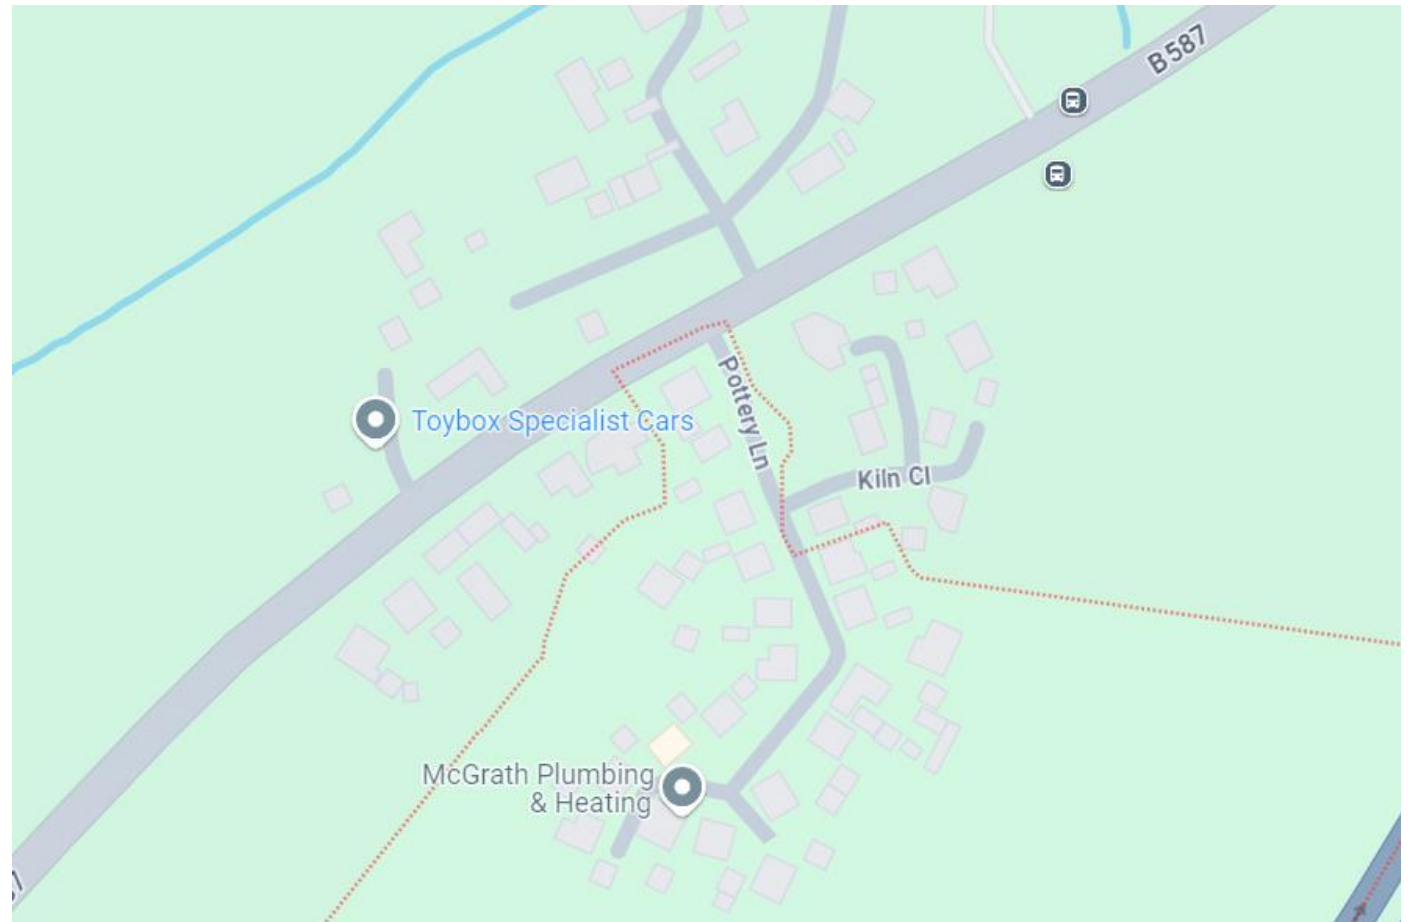 B587
Toybox Specialist Cars
Pottery Ln
Kiln Cl
McGrath Plumbing
& Heating